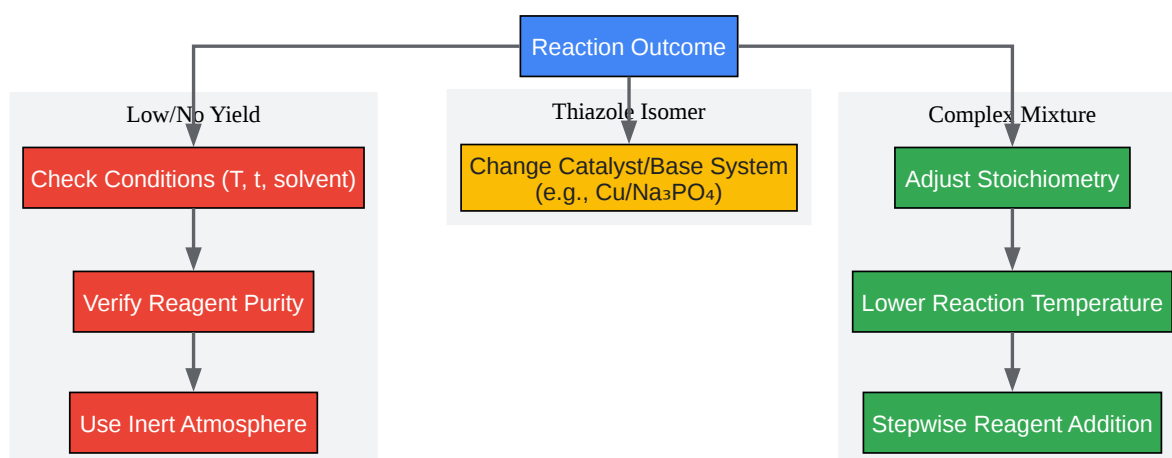 Reaction Outcome
Low/No Yield
Thiazole Isomer
Complex Mixture
Check Conditions (T, t, solvent)
Change Catalyst/Base System
(e.g., Cu/Na₃PO₄)
Adjust Stoichiometry
Verify Reagent Purity
Lower Reaction Temperature
Use Inert Atmosphere
Stepwise Reagent Addition